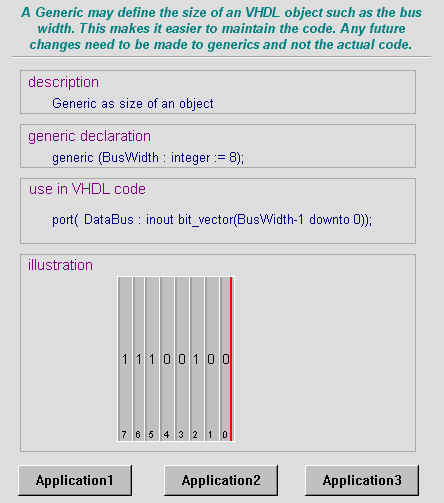 A Generic may define the size of an VHDL object such as the bus
width. This makes it easier to maintain the code. Any future
changes need to be made to generics and not the actual code.
description
Generic as size of an object
generic declaration
generic (BusWidth : integer := 8);
use in VHDL code
port( DataBus : inout bit_vector(BusWidth-1 downto 0));
illustration
1 1 1 0 0 1 0 0
7 6 5 4 3 2 1 0
Application1 Application2 Application3